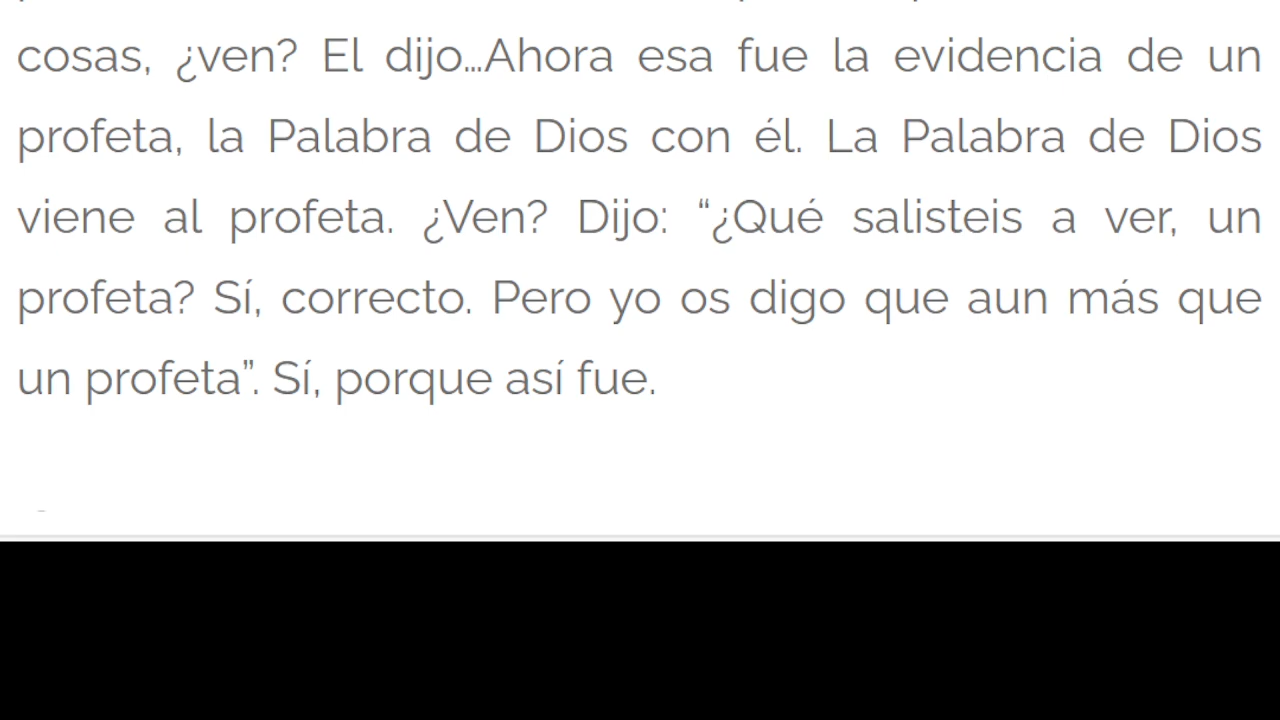 cosas, ¿ven? El dijo...Ahora esa fue la evidencia de un
profeta, la Palabra de Dios con él. La Palabra de Dios
viene al profeta. ¿Ven? Dijo: “¿Qué salisteis a ver, un
profeta? Sí, correcto. Pero yo os digo que aun más que
un profeta”. Sí, porque así fue.